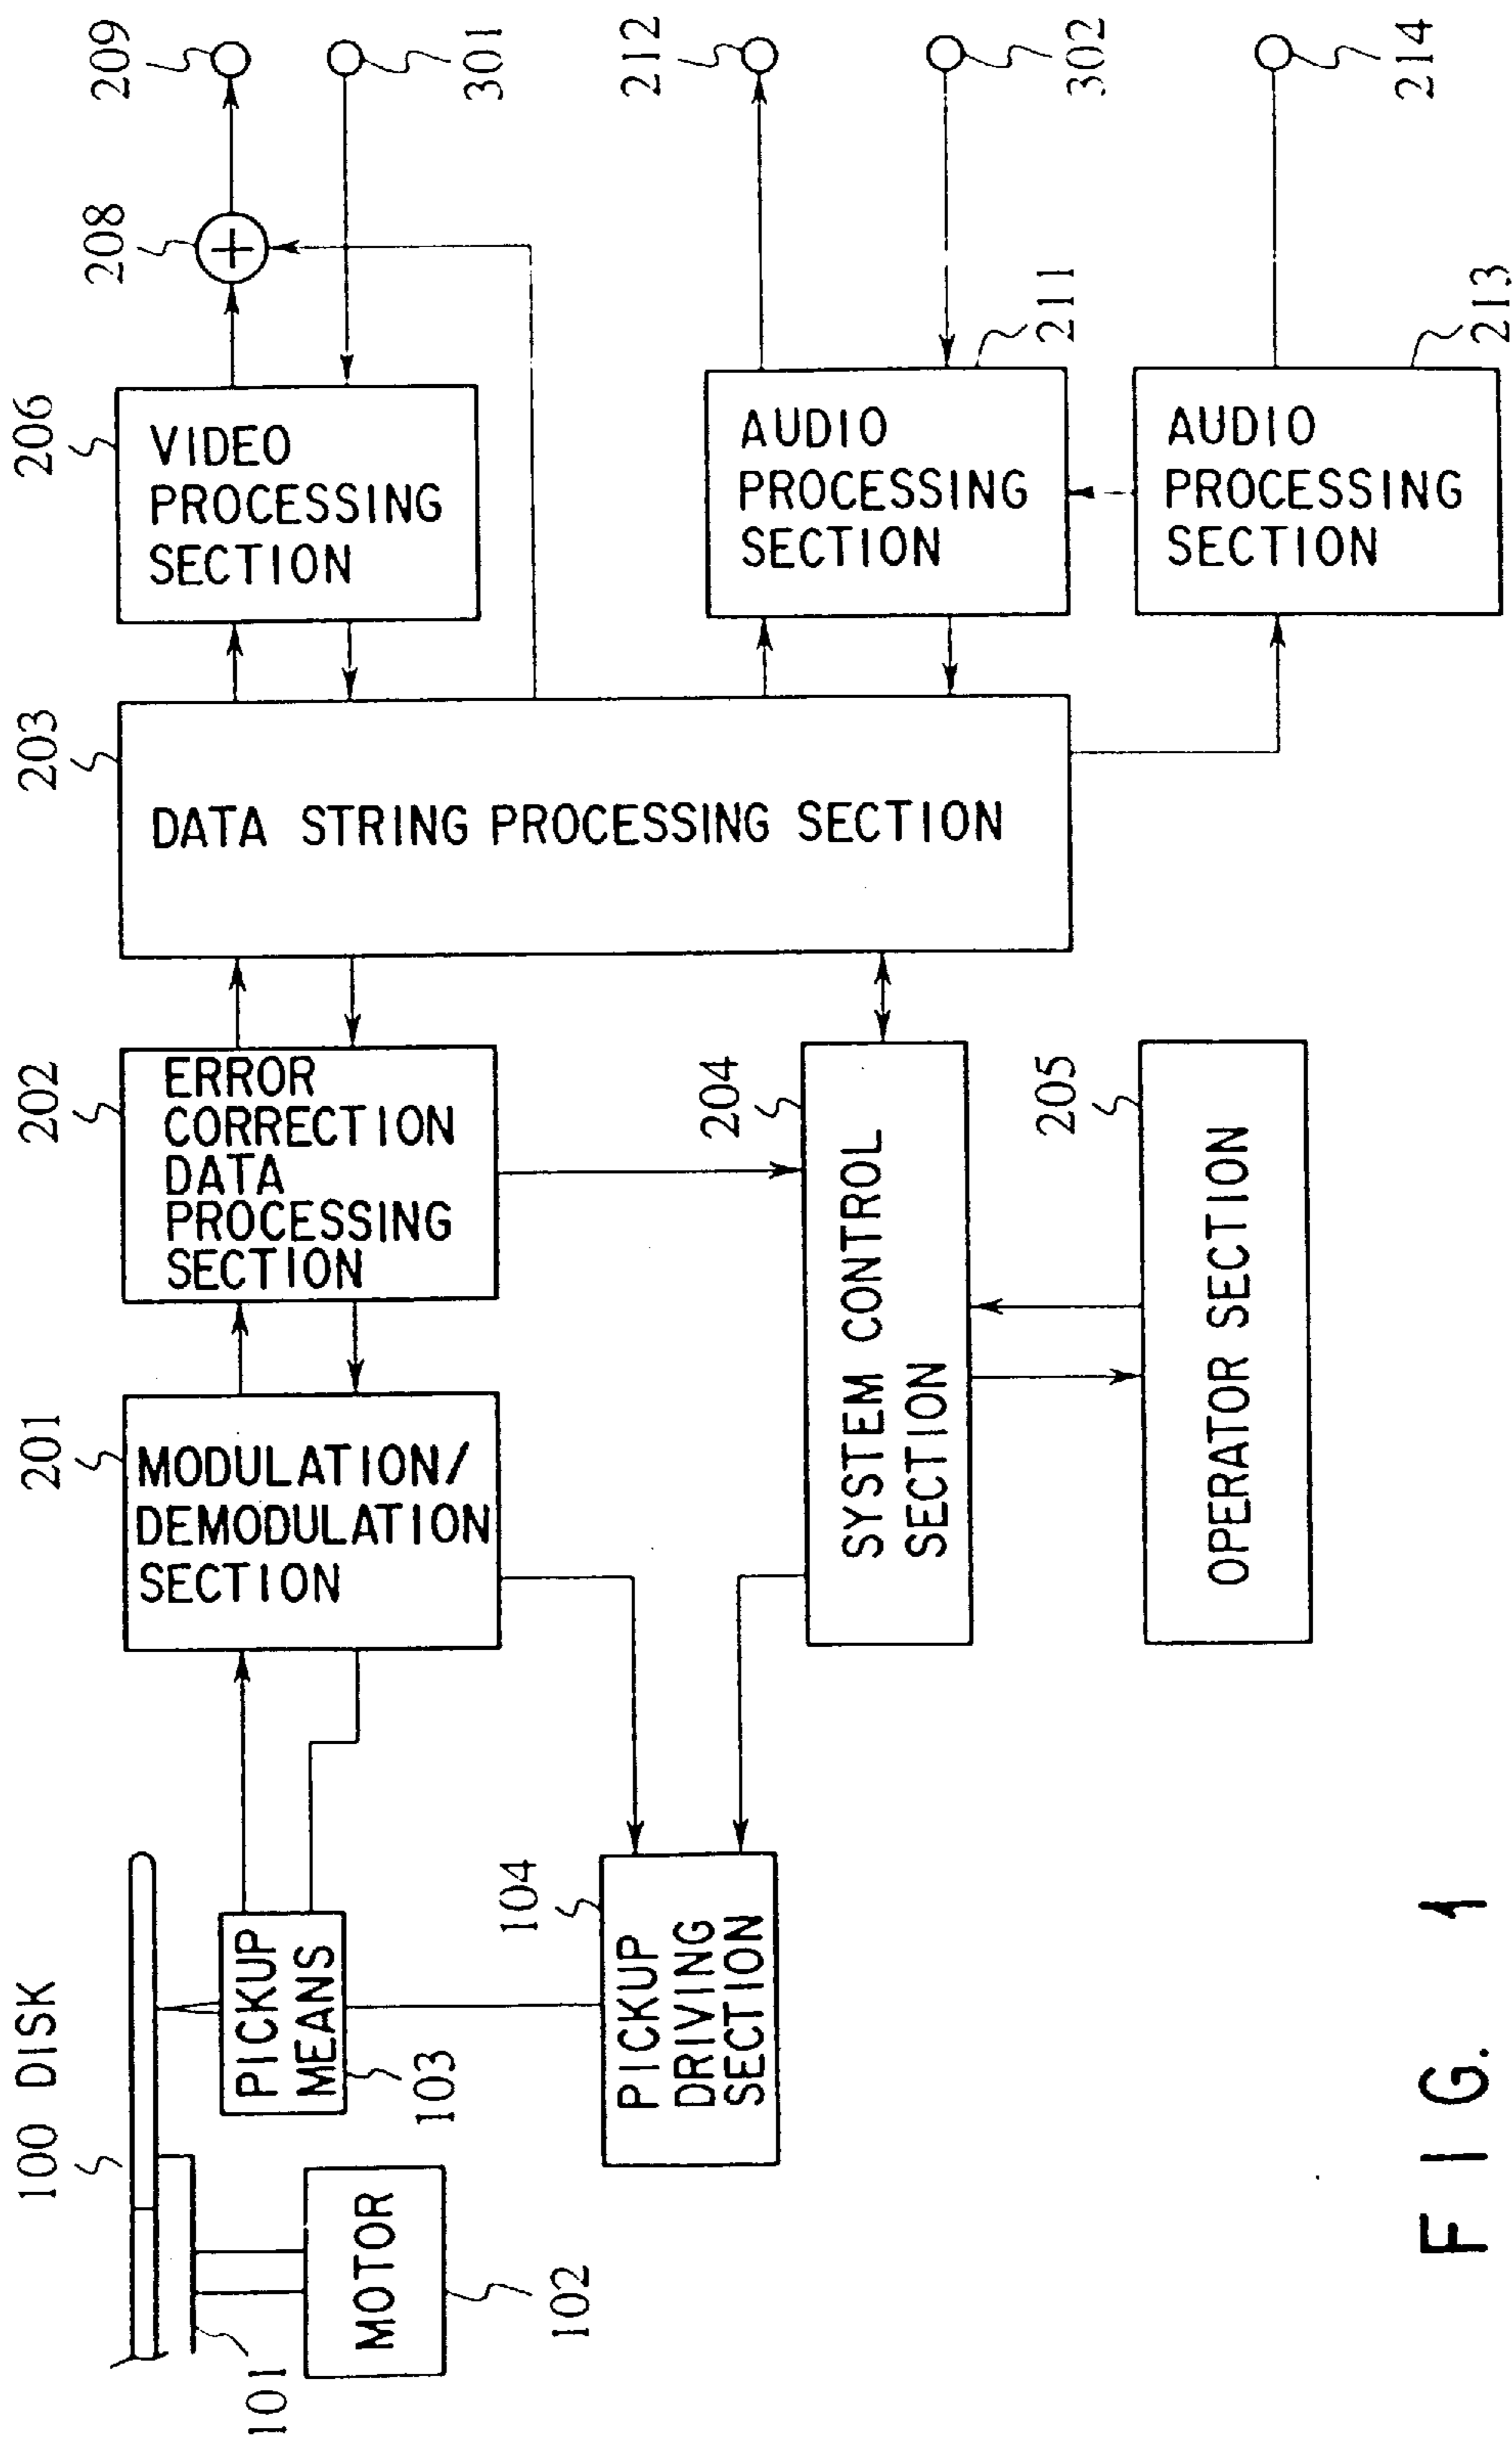 100 DISK
101
MOTOR
102
PICKUP
MEANS
103
104
PICKUP
DRIVING
SECTION
201
MODULATION/
DEMODULATION
SECTION
202
ERROR
CORRECTION
DATA
PROCESSING
SECTION
204
SYSTEM CONTROL
SECTION
205
OPERATOR SECTION
203
DATA STRING PROCESSING SECTION
206
VIDEO
PROCESSING
SECTION
208
209
301
AUDIO
PROCESSING
SECTION
211
212
302
AUDIO
PROCESSING
SECTION
213
214
FIG. 1